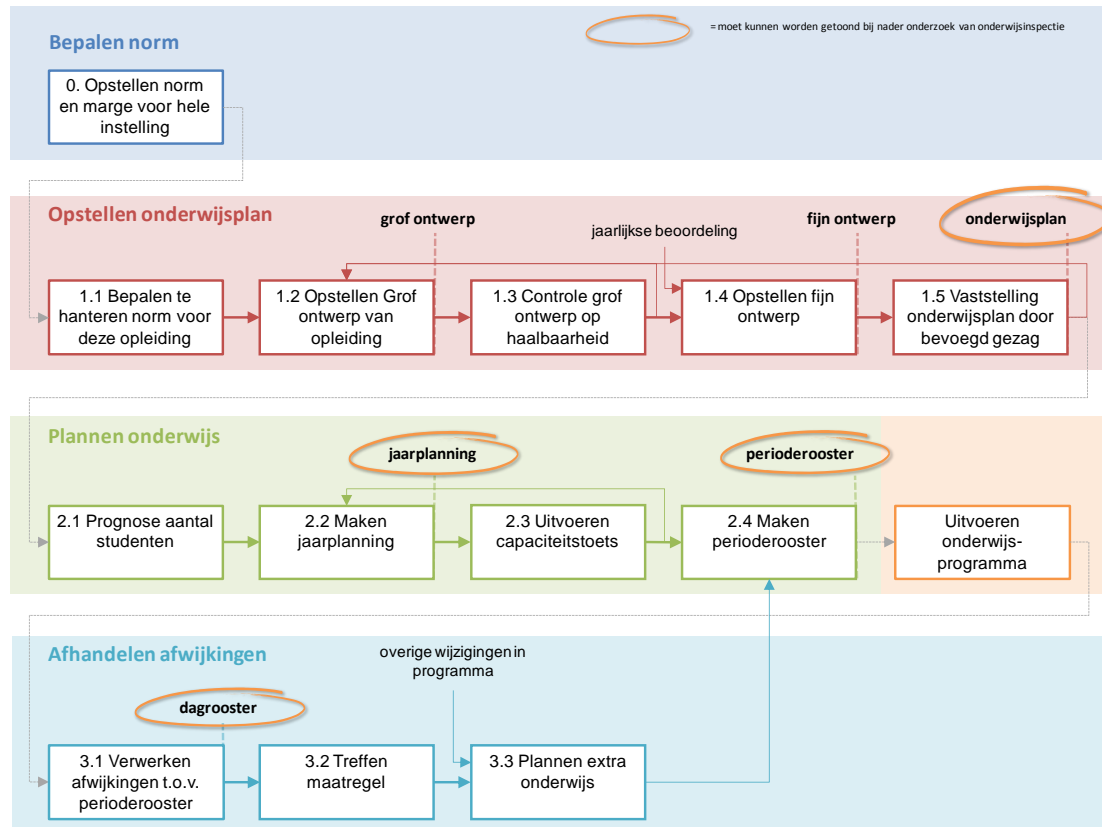 = moet kunnen worden getoond bij nader onderzoek van onderwijsinspectie
Bepalen norm
0. Opstellen norm
en marge voor hele
instelling
Opstellen onderwijsplan
grof ontwerp
jaarlijkse beoordeling
fijn ontwerp
onderwijsplan
1.1 Bepalen te
hanteren norm voor
deze opleiding
1.2 Opstellen Grof
ontwerp van
opleiding
1.3 Controle grof
ontwerp op
haalbaarheid
1.4 Opstellen fijn
ontwerp
1.5 Vaststelling
onderwijsplan door
bevoegd gezag
Plannen onderwijs
jaarplanning
perioderooster
2.1 Prognose aantal
studenten
2.2 Maken
jaarplanning
2.3 Uitvoeren
capaciteitstoets
2.4 Maken
perioderooster
Uitvoeren
onderwijs-
programma
Afhandelen afwijkingen
overige wijzigingen in
programma
dagrooster
3.1 Verwerken
afwijkingen t.o.v.
perioderooster
3.2 Treffen
maatregel
3.3 Plannen extra
onderwijs